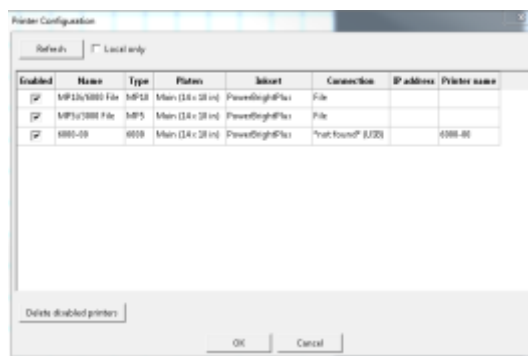 Printer Configuration
Refresh Local only
Enabled Name Type Platen Inkset Connection IP address Printer name
MP10i/6000 File MP10 Main (14 x 18 in) PowerBrightPlus File
MP5i/5000 File MP5 Main (14 x 18 in) PowerBrightPlus File
6000-00 6000 Main (14 x 18 in) PowerBrightPlus *not found* (USB) 6000-00
Delete disabled printers
OK Cancel